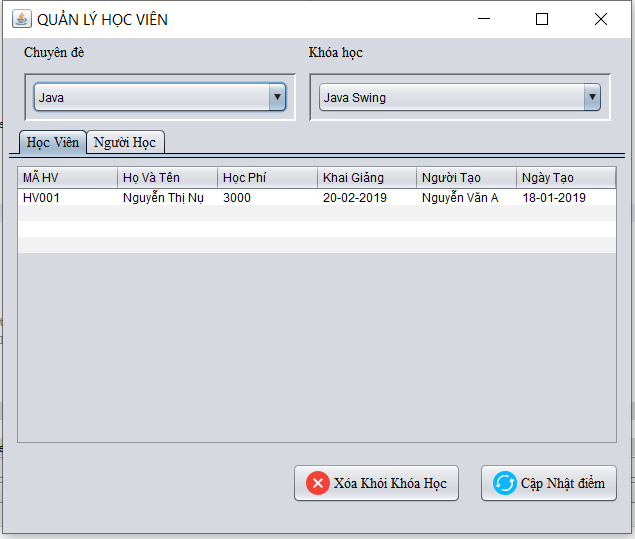 QUẢN LÝ HỌC VIÊN
Chuyên đè Khóa học
Java Java Swing
Học Viên Người Học
MÃ HV Họ Và Tên Học Phí Khai Giảng Người Tạo Ngày Tạo
HV001 Nguyễn Thị Nụ 3000 20-02-2019 Nguyễn Văn A 18-01-2019
Xóa Khỏi Khóa Học Cập Nhật điểm